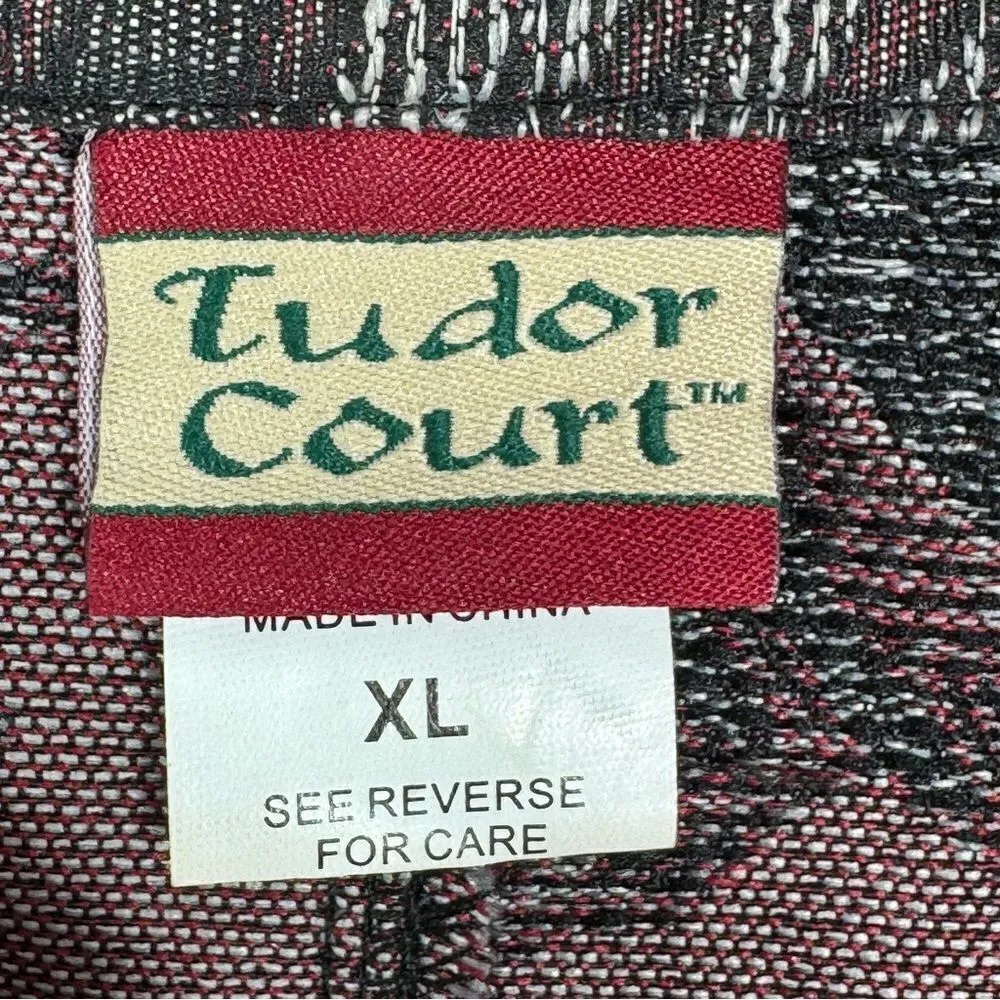 Tudor
Court™
MADE IN CHINA
XL
SEE REVERSE
FOR CARE